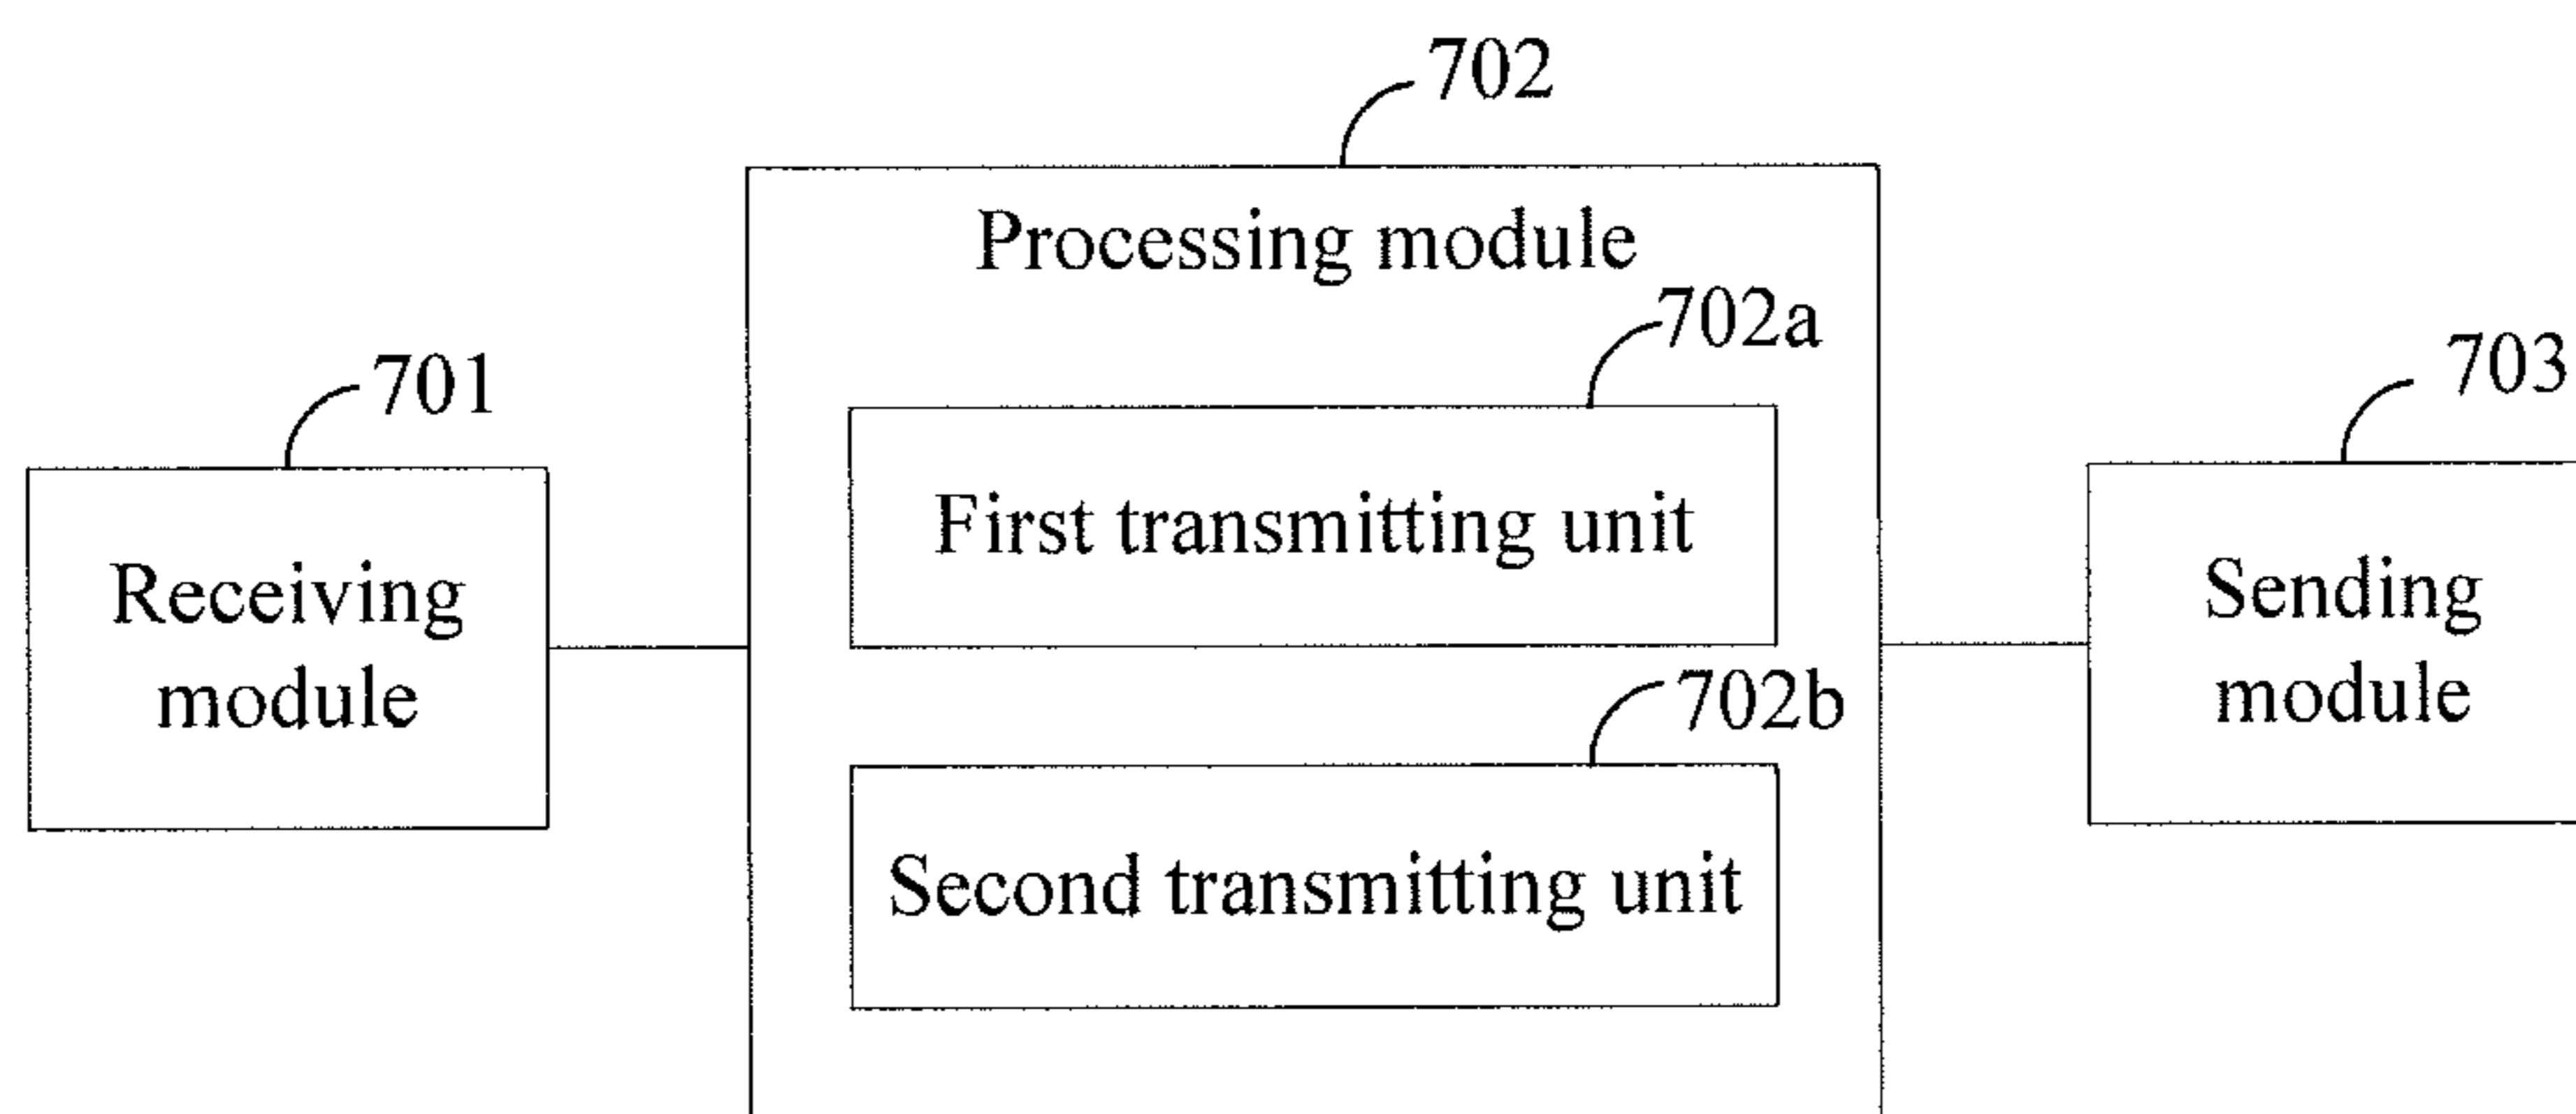 702
Processing module
702a
701
703
First transmitting unit
Receiving
module
Sending
module
702b
Second transmitting unit